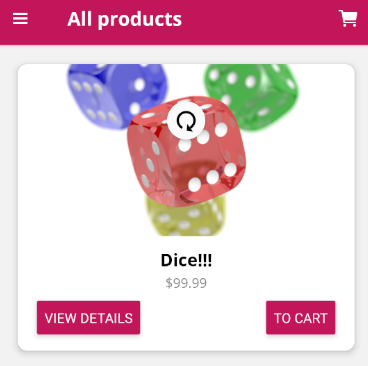 All products
Dice!!!
$99.99
VIEW DETAILS
TO CART